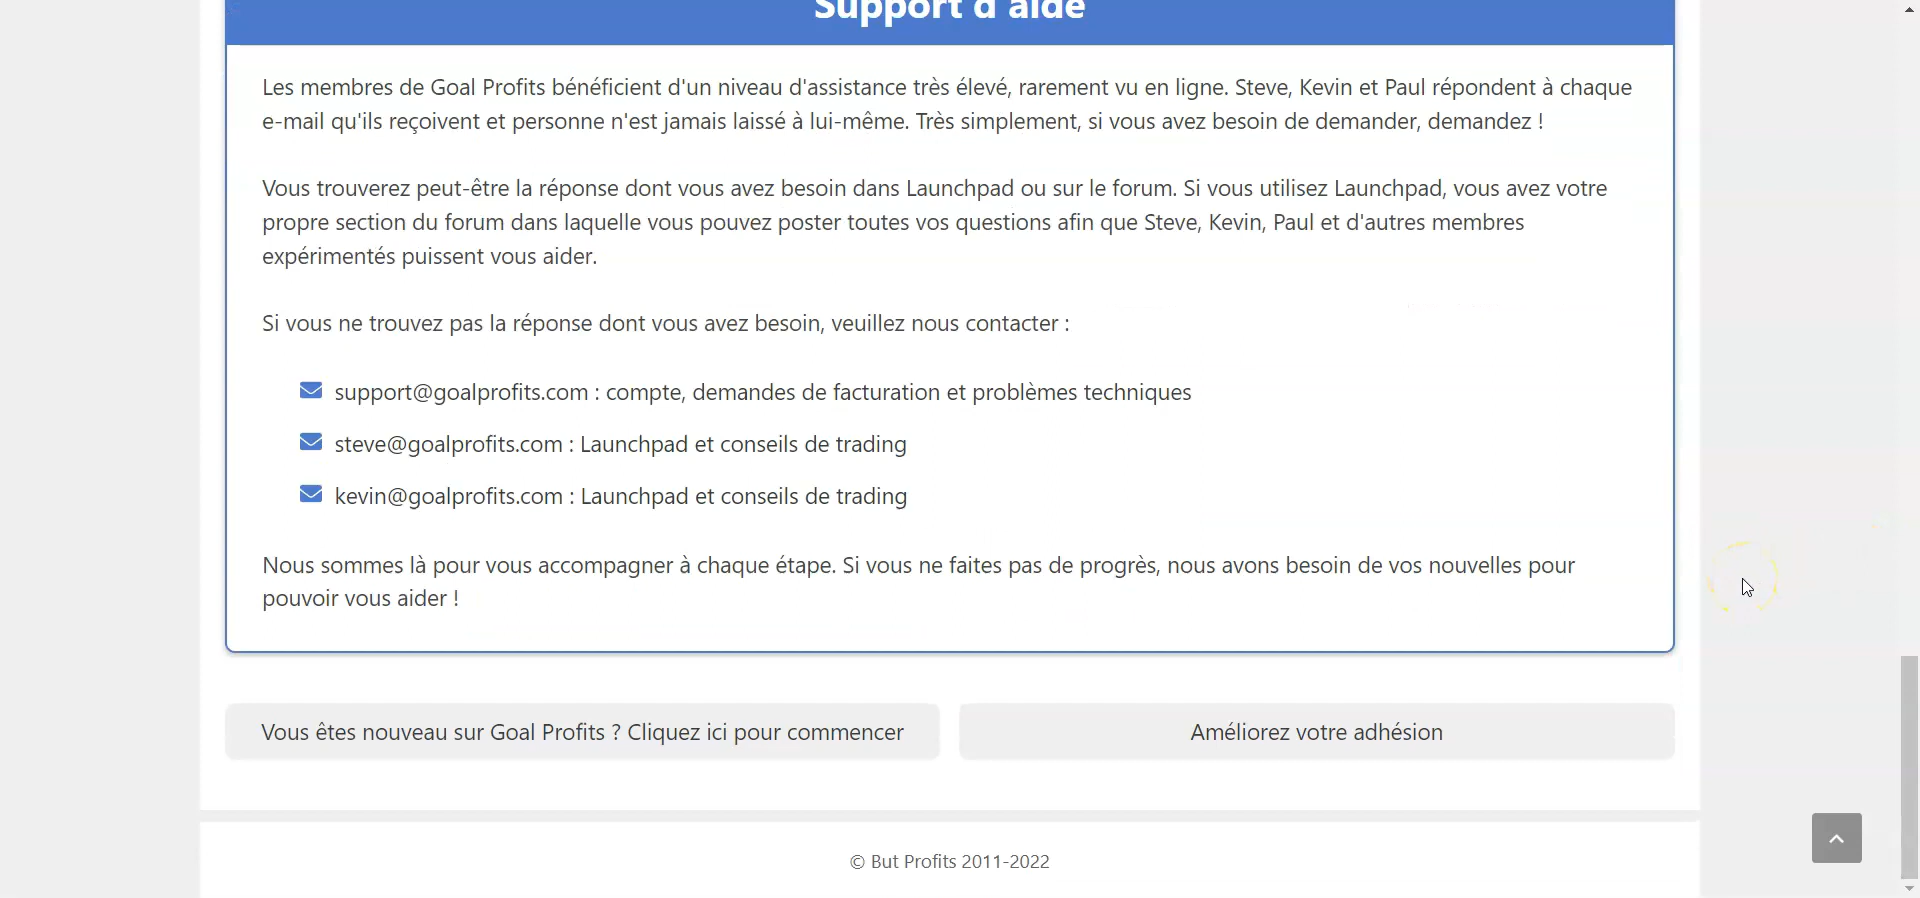 Support d'aide
Les membres de Goal Profits bénéficient d'un niveau d'assistance très élevé, rarement vu en ligne. Steve, Kevin et Paul répondent à chaque
e-mail qu'ils reçoivent et personne n'est jamais laissé à lui-même. Très simplement, si vous avez besoin de demander, demandez !
Vous trouverez peut-être la réponse dont vous avez besoin dans Launchpad ou sur le forum. Si vous utilisez Launchpad, vous avez votre
propre section du forum dans laquelle vous pouvez poster toutes vos questions afin que Steve, Kevin, Paul et d'autres membres
expérimentés puissent vous aider.
Si vous ne trouvez pas la réponse dont vous avez besoin, veuillez nous contacter :
support@goalprofits.com : compte, demandes de facturation et problèmes techniques
steve@goalprofits.com : Launchpad et conseils de trading
kevin@goalprofits.com : Launchpad et conseils de trading
Nous sommes là pour vous accompagner à chaque étape. Si vous ne faites pas de progrès, nous avons besoin de vos nouvelles pour
pouvoir vous aider !
Vous êtes nouveau sur Goal Profits ? Cliquez ici pour commencer
Améliorez votre adhésion
© But Profits 2011-2022